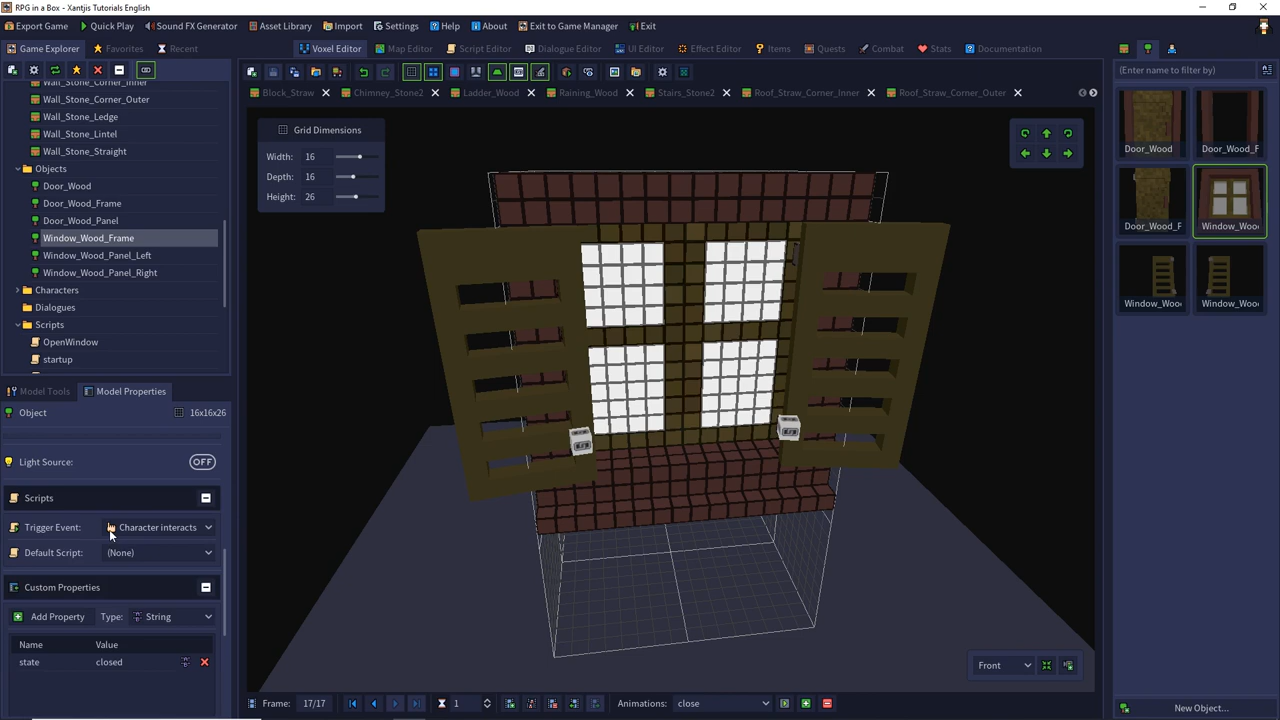 RPG in a Box - Xantjis Tutorials English
Export Game Quick Play Sound FX Generator Asset Library Import Settings Help About Exit to Game Manager Exit
Game Explorer Favorites Recent Voxel Editor Map Editor Script Editor Dialogue Editor UI Editor Effect Editor Items Quests Combat Stats Documentation
(Enter name to filter by)
Block_Straw Chimney_Stone2 Ladder_Wood Raining_Wood Stairs_Stone2 Roof_Straw_Corner_Inner Roof_Straw_Corner_Outer
Wall_Stone_Corner_Inner
Wall_Stone_Corner_Outer
Wall_Stone_Ledge
Wall_Stone_Lintel
Wall_Stone_Straight
Objects
Door_Wood
Door_Wood_Frame
Door_Wood_Panel
Window_Wood_Frame
Window_Wood_Panel_Left
Window_Wood_Panel_Right
Characters
Dialogues
Scripts
OpenWindow
startup
Model Tools Model Properties
Object 16x16x26
Light Source: OFF
Scripts
Trigger Event: Character interacts
Default Script: (None)
Custom Properties
Add Property Type: String
Name Value
state closed
Grid Dimensions
Width: 16
Depth: 16
Height: 26
Front
Frame: 17/17 1 Animations: close
Door_Wood Door_Wood_F
Door_Wood_F Window_Woo
Window_Woo Window_Woo
New Object...